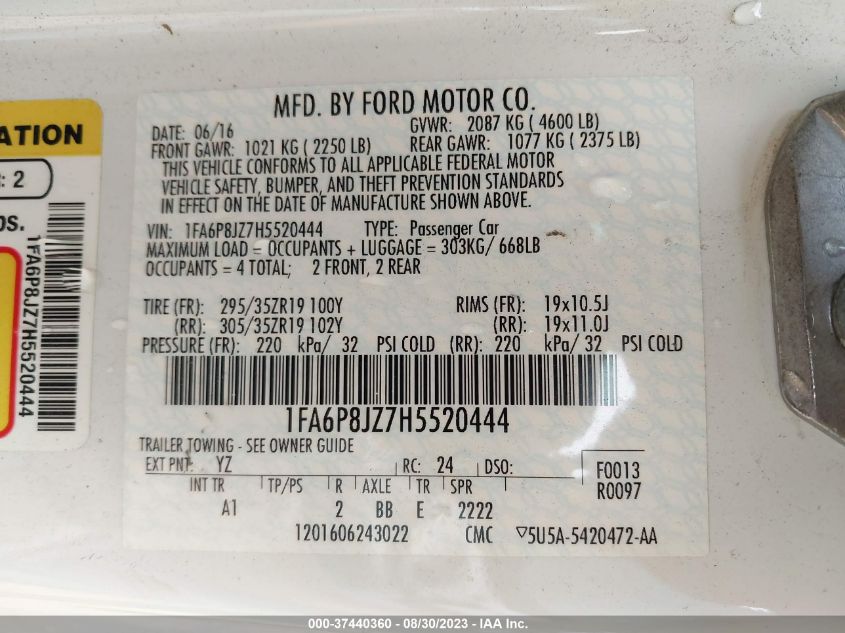 ATION
: 2
OS.
1FA6P8JZ7H5520444
MFD. BY FORD MOTOR CO.
DATE: 06/16 GVWR: 2087 KG ( 4600 LB)
FRONT GAWR: 1021 KG ( 2250 LB) REAR GAWR: 1077 KG ( 2375 LB)
THIS VEHICLE CONFORMS TO ALL APPLICABLE FEDERAL MOTOR
VEHICLE SAFETY, BUMPER, AND THEFT PREVENTION STANDARDS
IN EFFECT ON THE DATE OF MANUFACTURE SHOWN ABOVE.
VIN: 1FA6P8JZ7H5520444 TYPE: Passenger Car
MAXIMUM LOAD = OCCUPANTS + LUGGAGE = 303KG/ 668LB
OCCUPANTS = 4 TOTAL; 2 FRONT, 2 REAR
TIRE (FR): 295/35ZR19 100Y RIMS (FR): 19x10.5J
(RR): 305/35ZR19 102Y (RR): 19x11.0J
PRESSURE (FR): 220 kPa/ 32 PSI COLD (RR): 220 kPa/ 32 PSI COLD
1FA6P8JZ7H5520444
TRAILER TOWING - SEE OWNER GUIDE
EXT PNT: YZ RC: 24 DSO: F0013
R0097
INT TR TP/PS R AXLE TR SPR
A1 2 BB E 2222
1201606243022 CMC ▽5U5A-5420472-AA
000-37440360 - 08/30/2023 - IAA Inc.